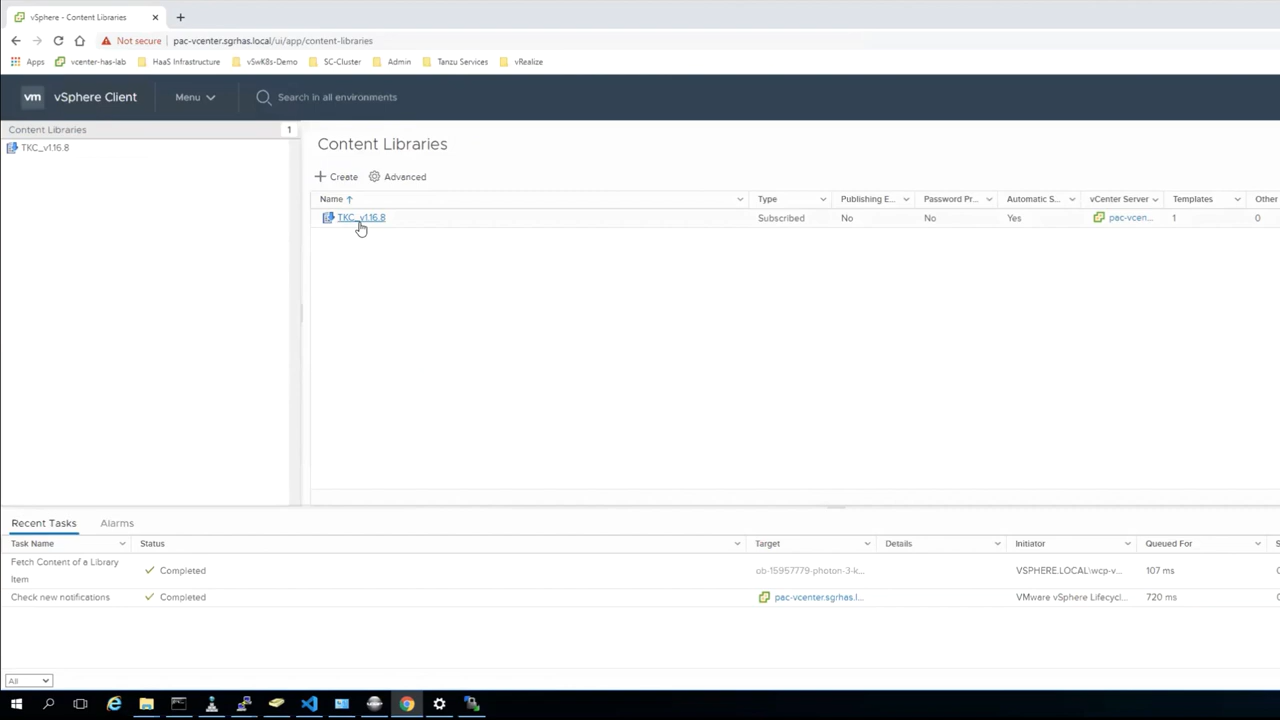 vSphere - Content Libraries
Not secure pac-vcenter.sgrhas.local/ui/app/content-libraries
Apps vcenter-has-lab HaaS Infrastructure vSwK8s-Demo SC-Cluster Admin Tanzu Services vRealize
vm vSphere Client Menu Search in all environments
Content Libraries 1
TKC_v1.16.8
Content Libraries
Create Advanced
Name Type Publishing E... Password Pr... Automatic S... vCenter Server Templates Other
TKC_v1.16.8 Subscribed No No Yes pac-vcen... 1 0
Recent Tasks Alarms
Task Name Status Target Details Initiator Queued For S
Fetch Content of a Library
Item
Completed ob-15957779-photon-3-k... VSPHERE.LOCAL\wcp-v... 107 ms
Check new notifications Completed pac-vcenter.sgrhas.l... VMware vSphere Lifecycl... 720 ms
All